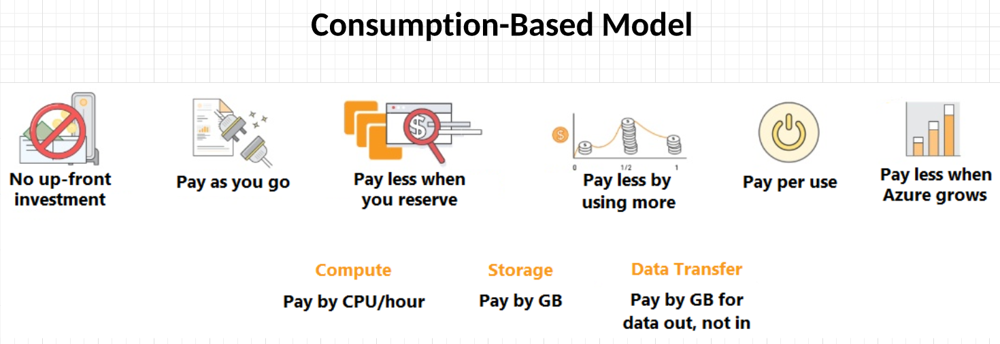 Consumption-Based Model
0
1/2
1
No up-front
investment
Pay as you go
Pay less when
you reserve
Pay less by
using more
Pay per use
Pay less when
Azure grows
Compute
Pay by CPU/hour
Storage
Pay by GB
Data Transfer
Pay by GB for
data out, not in